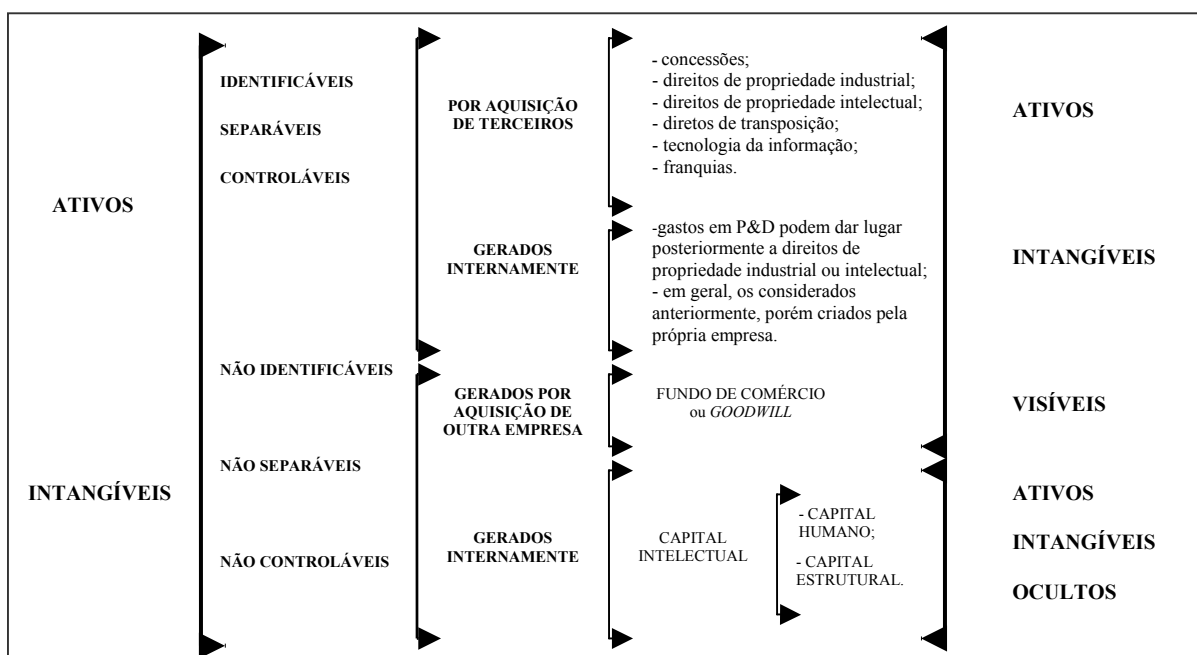 ATIVOS
INTANGÍVEIS
IDENTIFICÁVEIS
SEPARÁVEIS
CONTROLÁVEIS
NÃO IDENTIFICÁVEIS
NÃO SEPARÁVEIS
NÃO CONTROLÁVEIS
POR AQUISIÇÃO
DE TERCEIROS
GERADOS
INTERNAMENTE
GERADOS POR
AQUISIÇÃO DE
OUTRA EMPRESA
GERADOS
INTERNAMENTE
- concessões;
- direitos de propriedade industrial;
- direitos de propriedade intelectual;
- diretos de transposição;
- tecnologia da informação;
- franquias.
-gastos em P&D podem dar lugar
posteriormente a direitos de
propriedade industrial ou intelectual;
- em geral, os considerados
anteriormente, porém criados pela
própria empresa.
FUNDO DE COMÉRCIO
ou GOODWILL
CAPITAL
INTELECTUAL
- CAPITAL
HUMANO;
- CAPITAL
ESTRUTURAL.
ATIVOS
INTANGÍVEIS
VISÍVEIS
ATIVOS
INTANGÍVEIS
OCULTOS